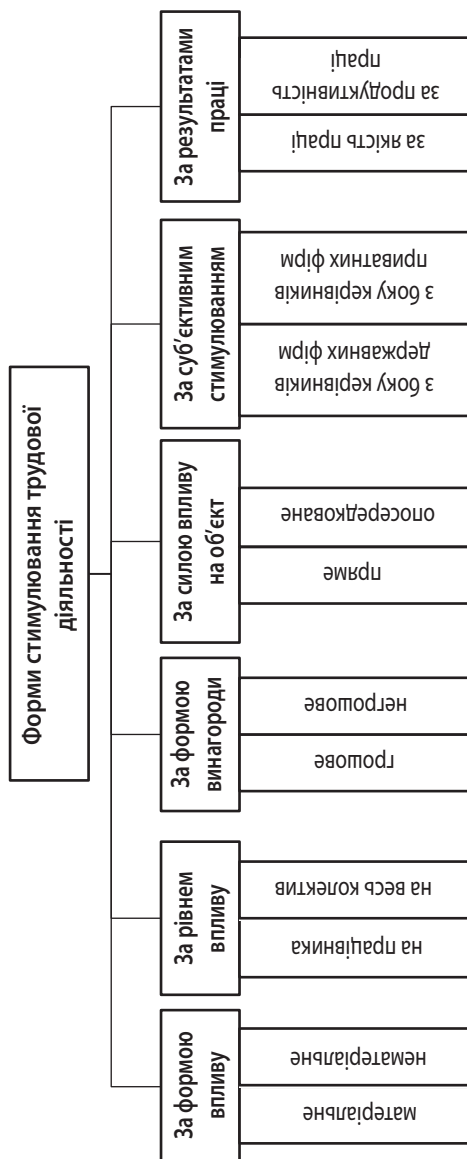 Форми стимулювання трудової
діяльності
За формою
впливу
матеріальне
нематеріальне
За рівнем
впливу
на працівника
на весь колектив
За формою
винагороди
грошове
негрошове
За силою впливу
на об’єкт
пряме
опосередковане
За суб’єктивним
стимулюванням
з боку керівників
державних фірм
з боку керівників
приватних фірм
За результатами
праці
за якість праці
за продуктивність
праці